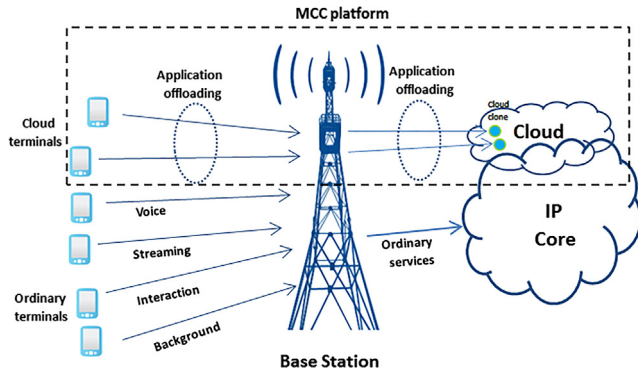 MCC platform
Application
offloading
Application
offloading
Cloud
clone
Cloud
Cloud
terminals
Voice
Streaming
Interaction
Background
Ordinary
terminals
Ordinary
services
IP
Core
Base Station